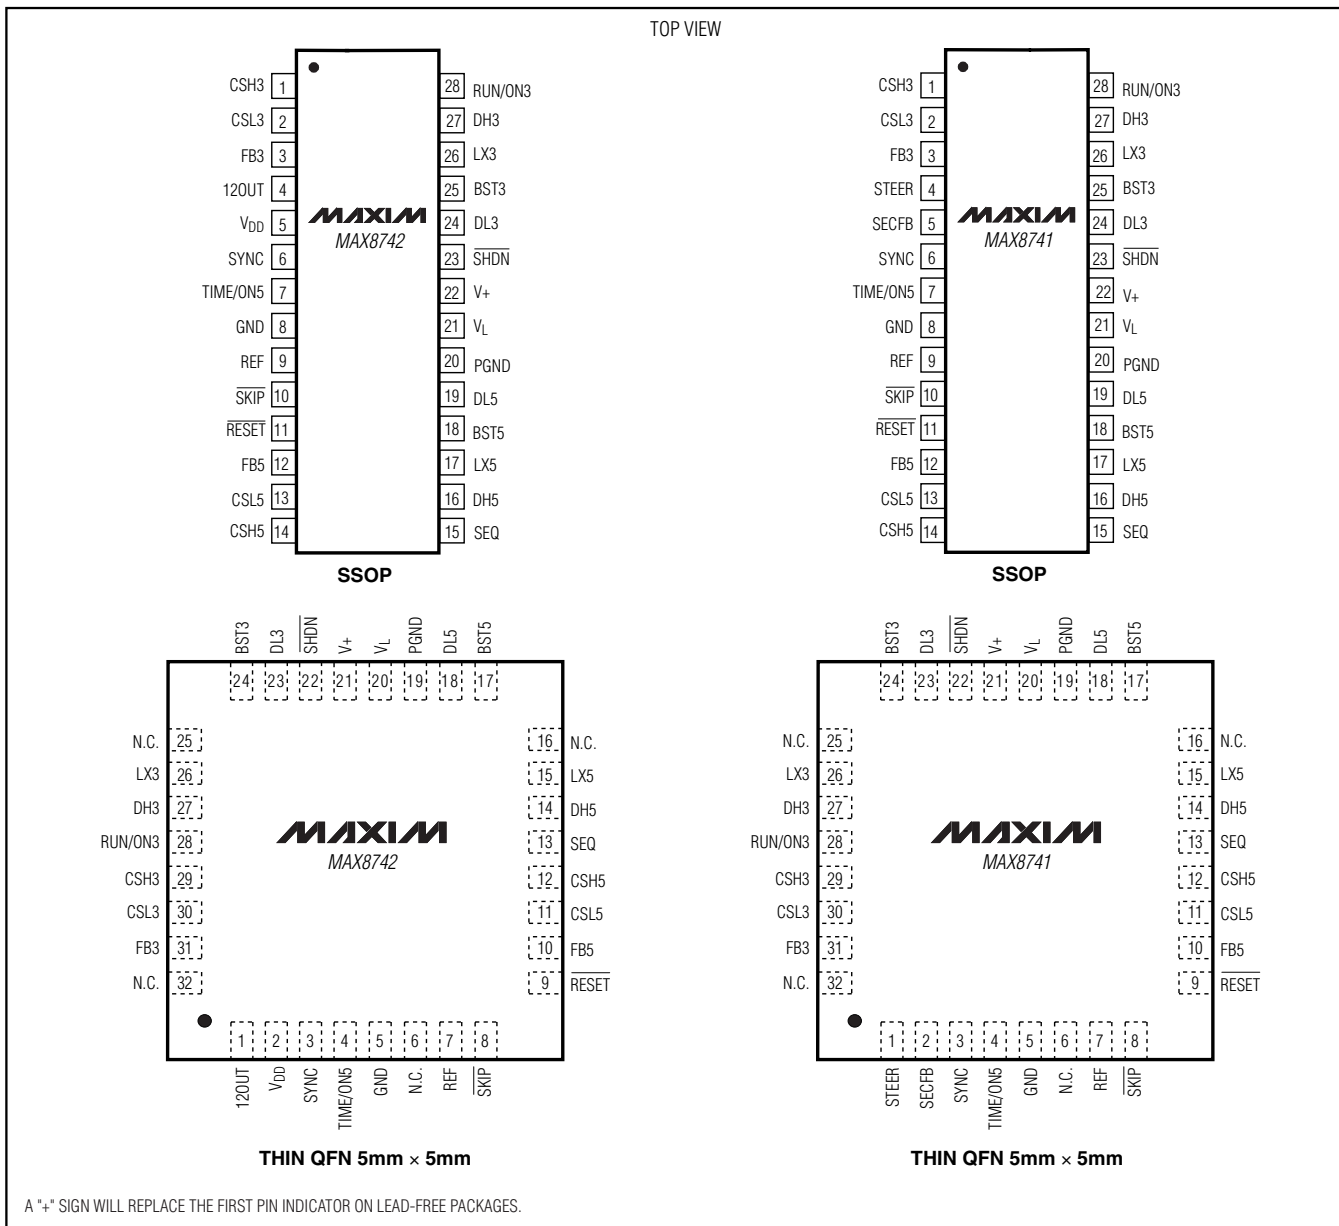 TOP VIEW
CSH3 1 28 RUN/ON3
CSL3 2 27 DH3
FB3 3 26 LX3
12OUT 4 25 BST3
VDD 5 24 DL3
SYNC 6 23 SHDN
TIME/ON5 7 22 V+
GND 8 21 VL
REF 9 20 PGND
SKIP 10 19 DL5
RESET 11 18 BST5
FB5 12 17 LX5
CSL5 13 16 DH5
CSH5 14 15 SEQ
MAXIM
MAX8742
SSOP
CSH3 1 28 RUN/ON3
CSL3 2 27 DH3
FB3 3 26 LX3
STEER 4 25 BST3
SECFB 5 24 DL3
SYNC 6 23 SHDN
TIME/ON5 7 22 V+
GND 8 21 VL
REF 9 20 PGND
SKIP 10 19 DL5
RESET 11 18 BST5
FB5 12 17 LX5
CSL5 13 16 DH5
CSH5 14 15 SEQ
MAXIM
MAX8741
SSOP
BST3 DL3 SHDN V+ VL PGND DL5 BST5
24 23 22 21 20 19 18 17
N.C. 25 16 N.C.
LX3 26 15 LX5
DH3 27 14 DH5
RUN/ON3 28 13 SEQ
CSH3 29 12 CSH5
CSL3 30 11 CSL5
FB3 31 10 FB5
N.C. 32 9 RESET
MAXIM
MAX8742
1 2 3 4 5 6 7 8
12OUT VDD SYNC TIME/ON5 GND N.C. REF SKIP
THIN QFN 5mm × 5mm
BST3 DL3 SHDN V+ VL PGND DL5 BST5
24 23 22 21 20 19 18 17
N.C. 25 16 N.C.
LX3 26 15 LX5
DH3 27 14 DH5
RUN/ON3 28 13 SEQ
CSH3 29 12 CSH5
CSL3 30 11 CSL5
FB3 31 10 FB5
N.C. 32 9 RESET
MAXIM
MAX8741
1 2 3 4 5 6 7 8
STEER SECFB SYNC TIME/ON5 GND N.C. REF SKIP
THIN QFN 5mm × 5mm
A "+" SIGN WILL REPLACE THE FIRST PIN INDICATOR ON LEAD-FREE PACKAGES.